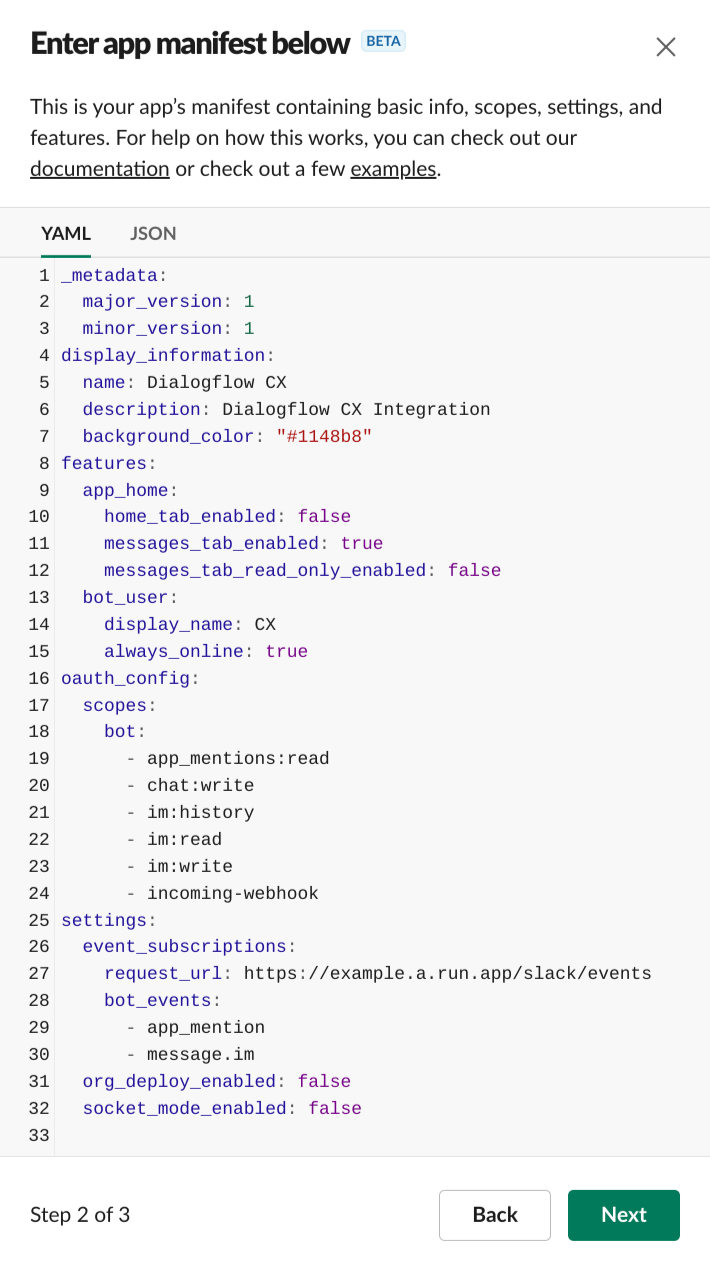 Enter app manifest below BETA
This is your app’s manifest containing basic info, scopes, settings, and
features. For help on how this works, you can check out our
documentation or check out a few examples.
YAML JSON
1 _metadata:
2   major_version: 1
3   minor_version: 1
4 display_information:
5   name: Dialogflow CX
6   description: Dialogflow CX Integration
7   background_color: "#1148b8"
8 features:
9   app_home:
10     home_tab_enabled: false
11     messages_tab_enabled: true
12     messages_tab_read_only_enabled: false
13   bot_user:
14     display_name: CX
15     always_online: true
16 oauth_config:
17   scopes:
18     bot:
19       - app_mentions:read
20       - chat:write
21       - im:history
22       - im:read
23       - im:write
24       - incoming-webhook
25 settings:
26   event_subscriptions:
27     request_url: https://example.a.run.app/slack/events
28     bot_events:
29       - app_mention
30       - message.im
31   org_deploy_enabled: false
32   socket_mode_enabled: false
33
Step 2 of 3 Back Next